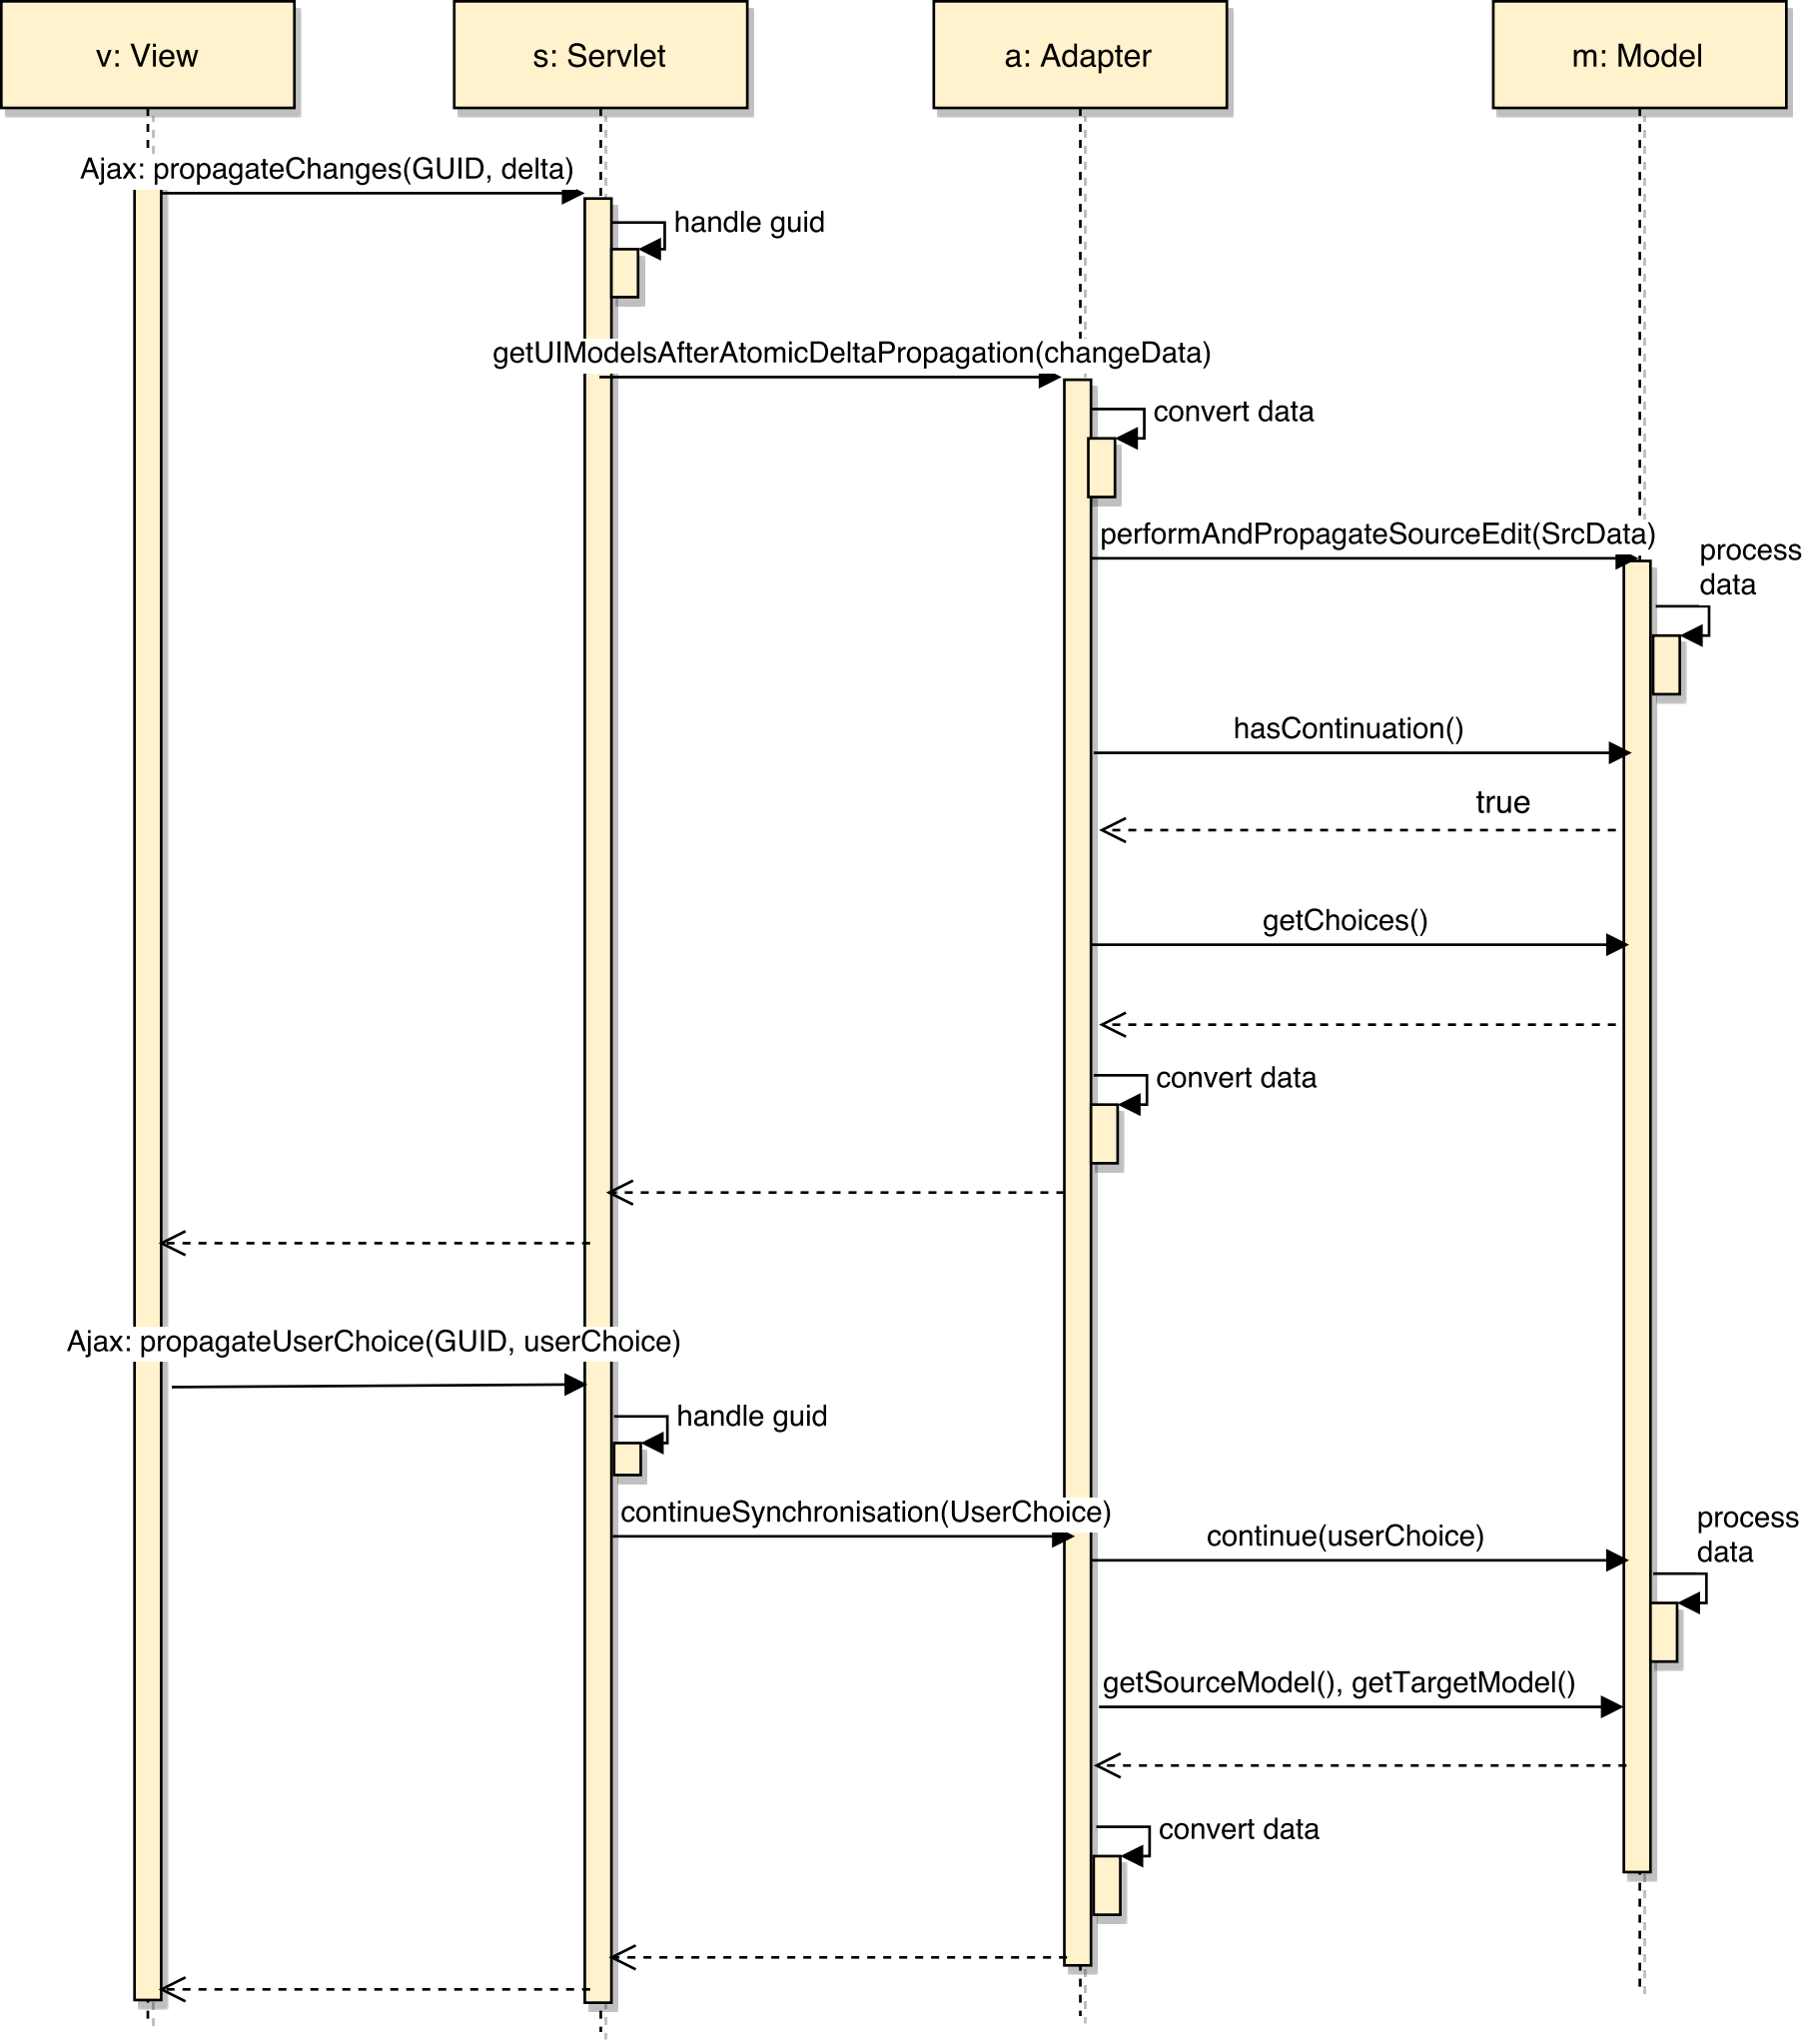 v: View
s: Servlet
a: Adapter
m: Model
Ajax: propagateChanges(GUID, delta)
handle guid
getUIModelsAfterAtomicDeltaPropagation(changeData)
convert data
performAndPropagateSourceEdit(SrcData)
process
data
hasContinuation()
true
getChoices()
convert data
Ajax: propagateUserChoice(GUID, userChoice)
handle guid
continueSynchronisation(UserChoice)
continue(userChoice)
process
data
getSourceModel(), getTargetModel()
convert data